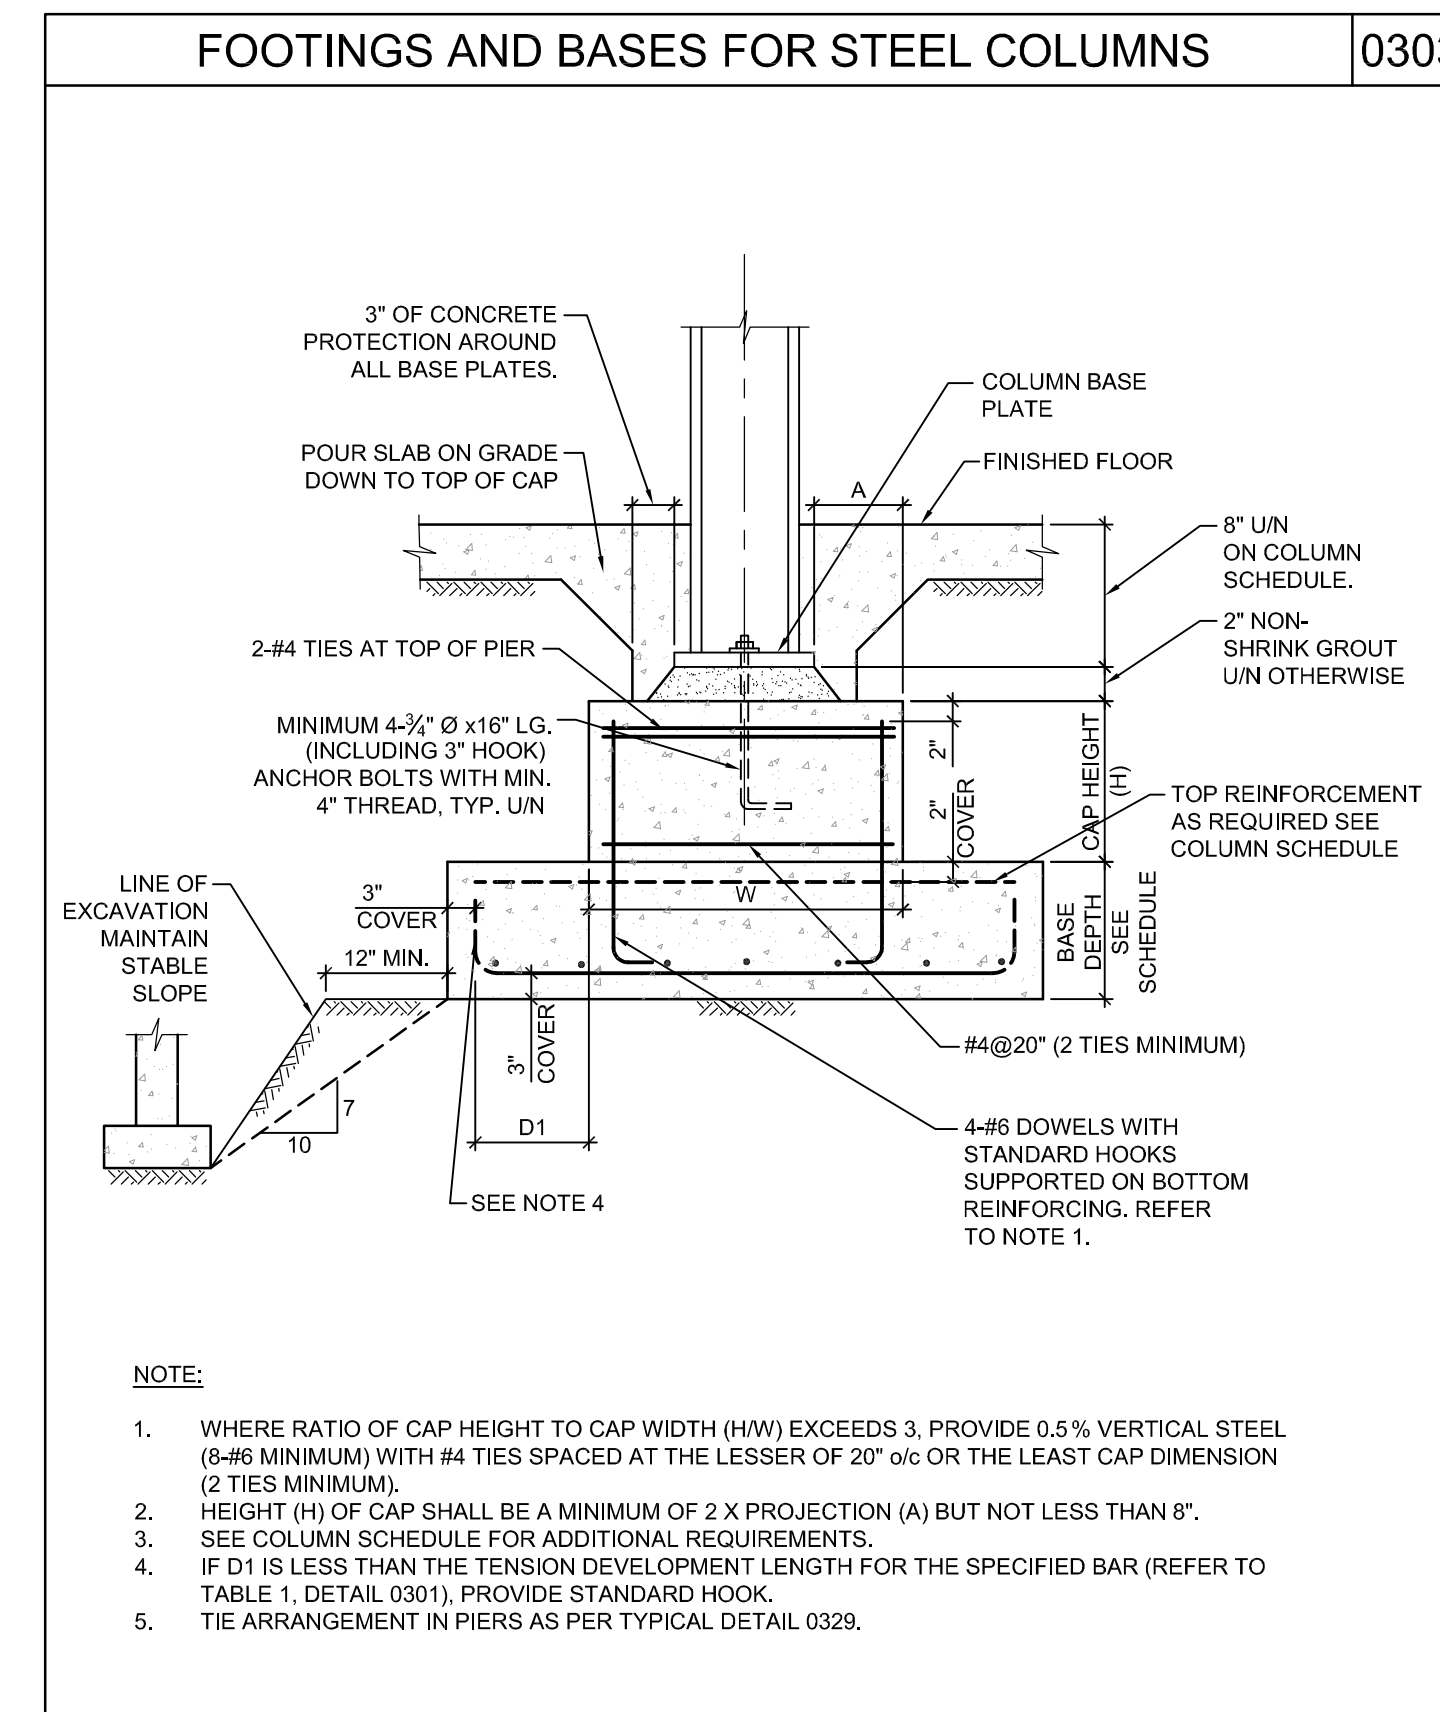 FOOTINGS AND BASES FOR STEEL COLUMNS
0303
3" OF CONCRETE
PROTECTION AROUND
ALL BASE PLATES.
COLUMN BASE
PLATE
POUR SLAB ON GRADE
DOWN TO TOP OF CAP
FINISHED FLOOR
A
8" U/N
ON COLUMN
SCHEDULE.
2-#4 TIES AT TOP OF PIER
2" NON-
SHRINK GROUT
U/N OTHERWISE
MINIMUM 4-¾" Ø x16" LG.
(INCLUDING 3" HOOK)
ANCHOR BOLTS WITH MIN.
4" THREAD, TYP. U/N
2"
2"
COVER
CAP HEIGHT
(H)
TOP REINFORCEMENT
AS REQUIRED SEE
COLUMN SCHEDULE
LINE OF
EXCAVATION
MAINTAIN
STABLE
SLOPE
3"
COVER
12" MIN.
W
BASE
DEPTH
SEE
SCHEDULE
3"
COVER
#4@20" (2 TIES MINIMUM)
7
10
D1
4-#6 DOWELS WITH
STANDARD HOOKS
SUPPORTED ON BOTTOM
REINFORCING. REFER
TO NOTE 1.
SEE NOTE 4
NOTE:
1. WHERE RATIO OF CAP HEIGHT TO CAP WIDTH (H/W) EXCEEDS 3, PROVIDE 0.5% VERTICAL STEEL
(8-#6 MINIMUM) WITH #4 TIES SPACED AT THE LESSER OF 20" o/c OR THE LEAST CAP DIMENSION
(2 TIES MINIMUM).
2. HEIGHT (H) OF CAP SHALL BE A MINIMUM OF 2 X PROJECTION (A) BUT NOT LESS THAN 8".
3. SEE COLUMN SCHEDULE FOR ADDITIONAL REQUIREMENTS.
4. IF D1 IS LESS THAN THE TENSION DEVELOPMENT LENGTH FOR THE SPECIFIED BAR (REFER TO
TABLE 1, DETAIL 0301), PROVIDE STANDARD HOOK.
5. TIE ARRANGEMENT IN PIERS AS PER TYPICAL DETAIL 0329.